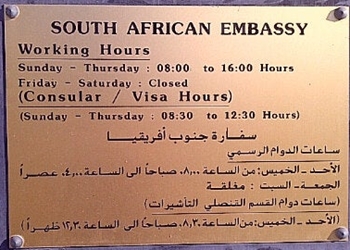 SOUTH AFRICAN EMBASSY
Working Hours
Sunday - Thursday : 08:00 to 16:00 Hours
Friday - Saturday : Closed
(Consular / Visa Hours)
(Sunday - Thursday : 08:30 to 12:30 Hours)
سفارة جنوب أفريقيا
ساعات الدوام الرسمي
الأحد - الخميس: من الساعة ٨,٠٠ صباحاً الى الساعة ٤,٠٠ عصراً
الجمعة - السبت : مغلقة
(ساعات دوام القسم القنصلي التأشيرات)
(الأحد - الخميس: من الساعة ٨,٣٠ صباحاً الى الساعة ١٢,٣٠ ظهراً)